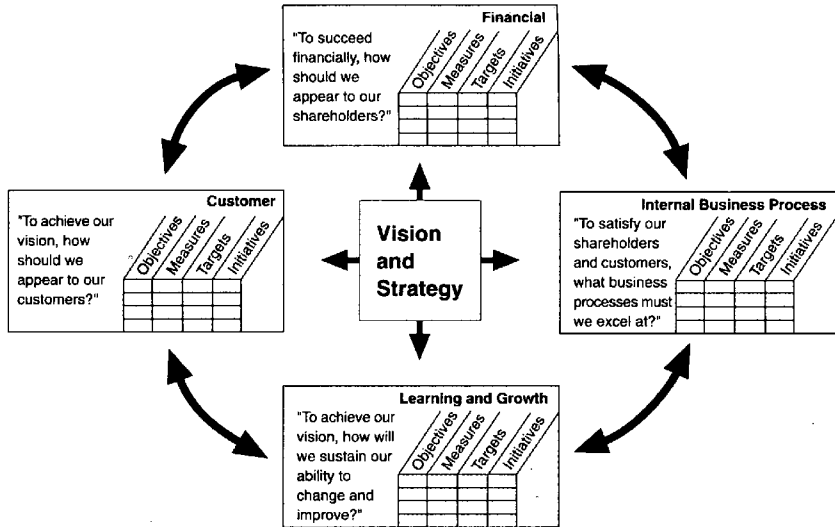 Financial
"To succeed
financially, how
should we
appear to our
shareholders?"
Objectives
Measures
Targets
Initiatives
Customer
"To achieve our
vision, how
should we
appear to our
customers?"
Objectives
Measures
Targets
Initiatives
Vision
and
Strategy
Internal Business Process
"To satisfy our
shareholders
and customers,
what business
processes must
we excel at?"
Objectives
Measures
Targets
Initiatives
Learning and Growth
"To achieve our
vision, how will
we sustain our
ability to
change and
improve?"
Objectives
Measures
Targets
Initiatives